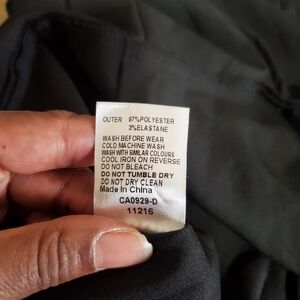 OUTER 97%POLYESTER
3%ELASTANE
WASH BEFORE WEAR
COLD MACHINE WASH
WASH WITH SIMILAR COLOURS
COOL IRON ON REVERSE
DO NOT BLEACH
DO NOT TUMBLE DRY
DO NOT DRY CLEAN
Made in China
CA0929-D
11216